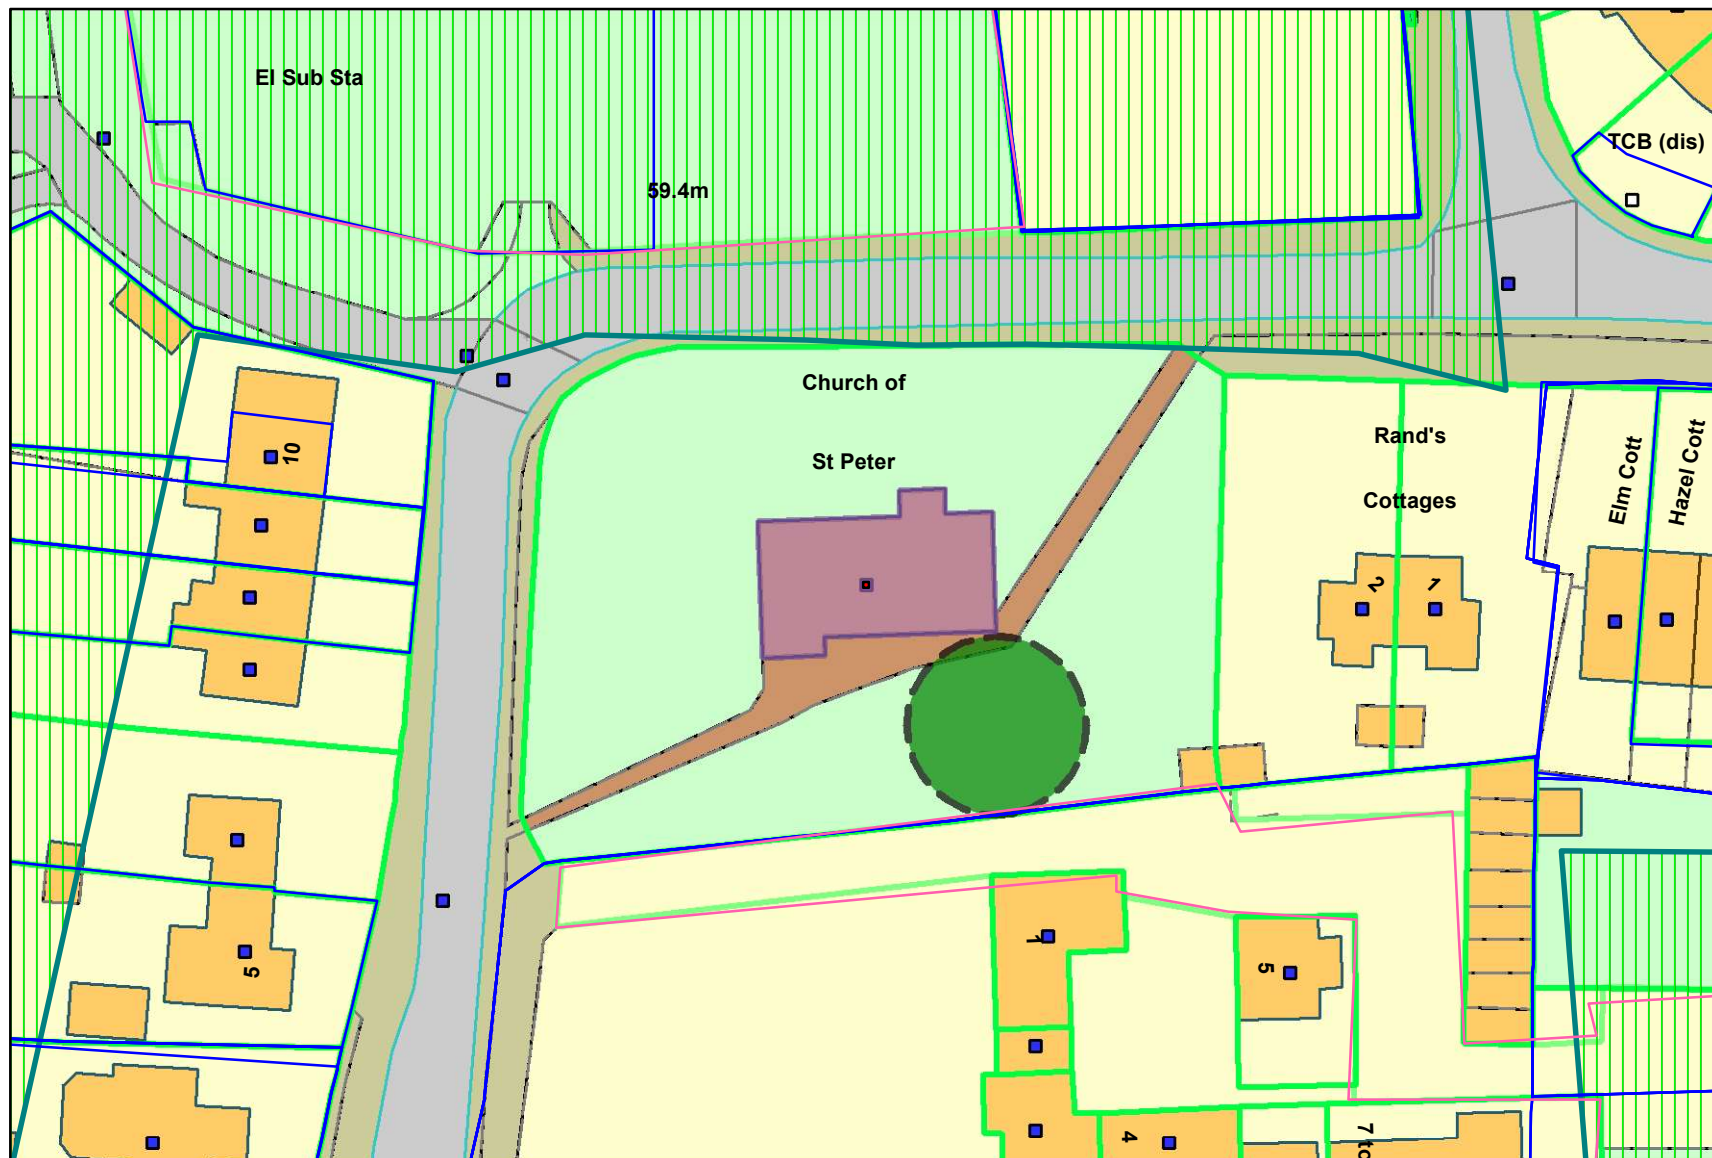 El Sub Sta
TCB (dis)
59.4m
Church of
St Peter
Rand's
Cottages
Elm Cott
Hazel Cott
10
2
1
5
1
5
4